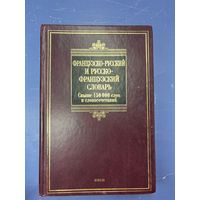 ФРАНЦУЗСКО-РУССКИЙ
И РУССКО-
ФРАНЦУЗСКИЙ
СЛОВАРЬ
Свыше 150 000 слов
и словосочетаний